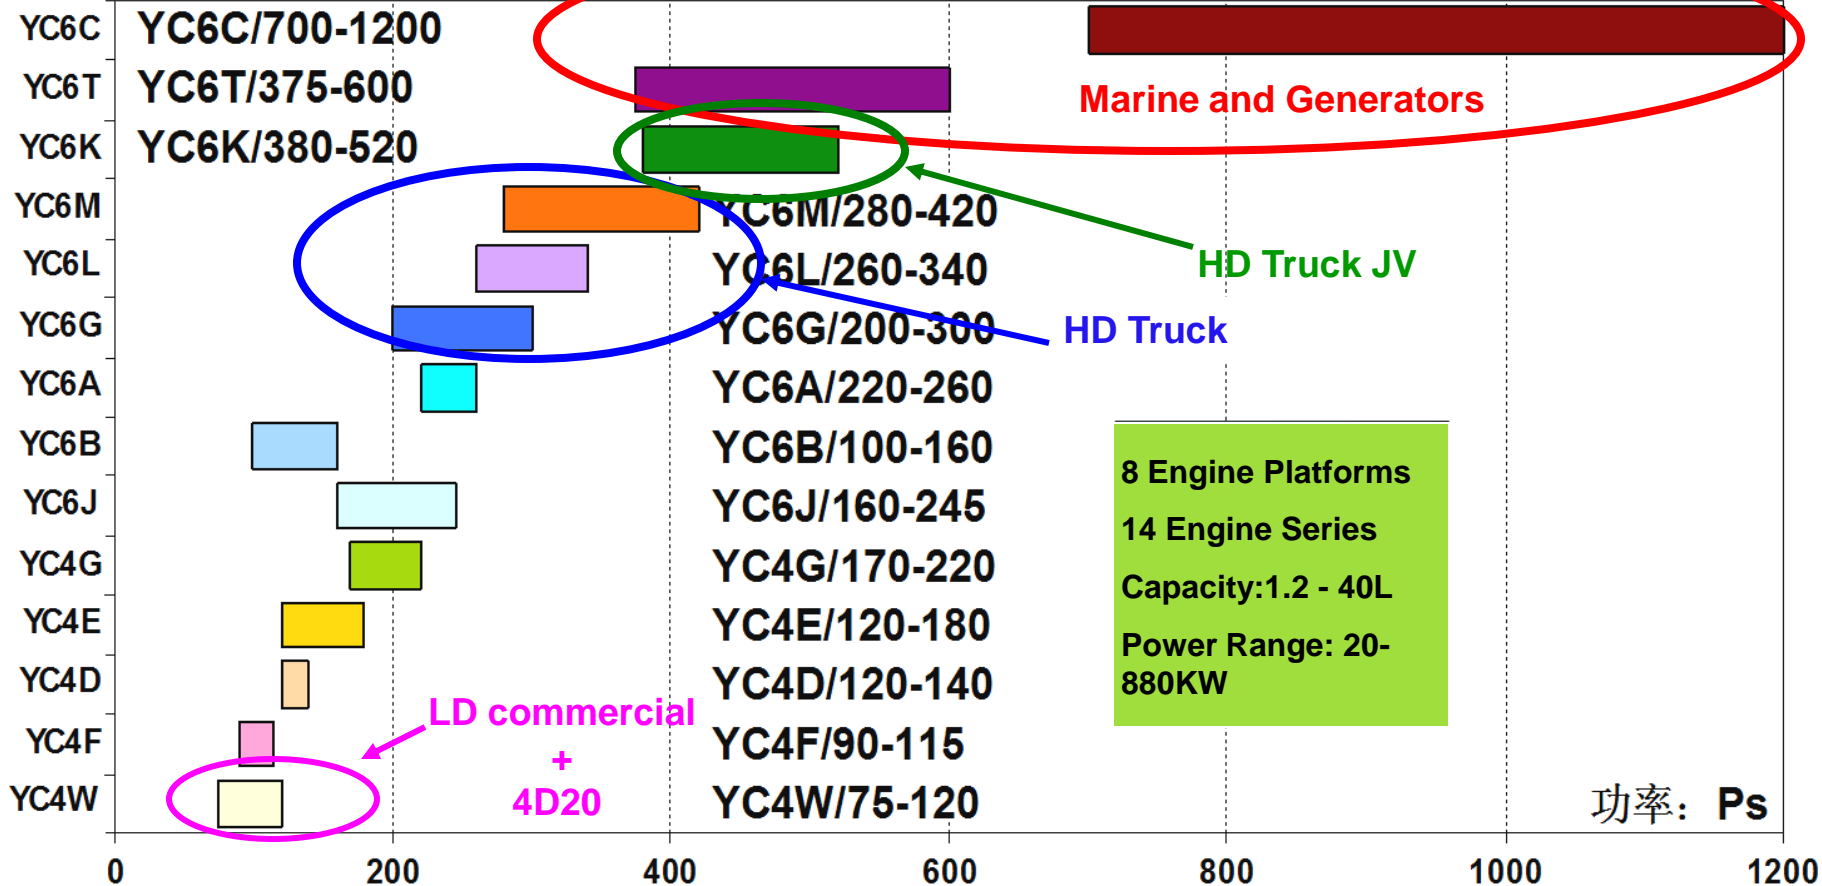 YC6C YC6C/700-1200
YC6T YC6T/375-600
Marine and Generators
YC6K YC6K/380-520
YC6M YC6M/280-420
YC6L YC6L/260-340
HD Truck JV
YC6G YC6G/200-300
HD Truck
YC6A YC6A/220-260
YC6B YC6B/100-160
YC6J YC6J/160-245
YC4G YC4G/170-220
YC4E YC4E/120-180
YC4D YC4D/120-140
YC4F YC4F/90-115
YC4W YC4W/75-120
8 Engine Platforms
14 Engine Series
Capacity:1.2 - 40L
Power Range: 20-
880KW
LD commercial
+
4D20
功率：Ps
0 200 400 600 800 1000 1200